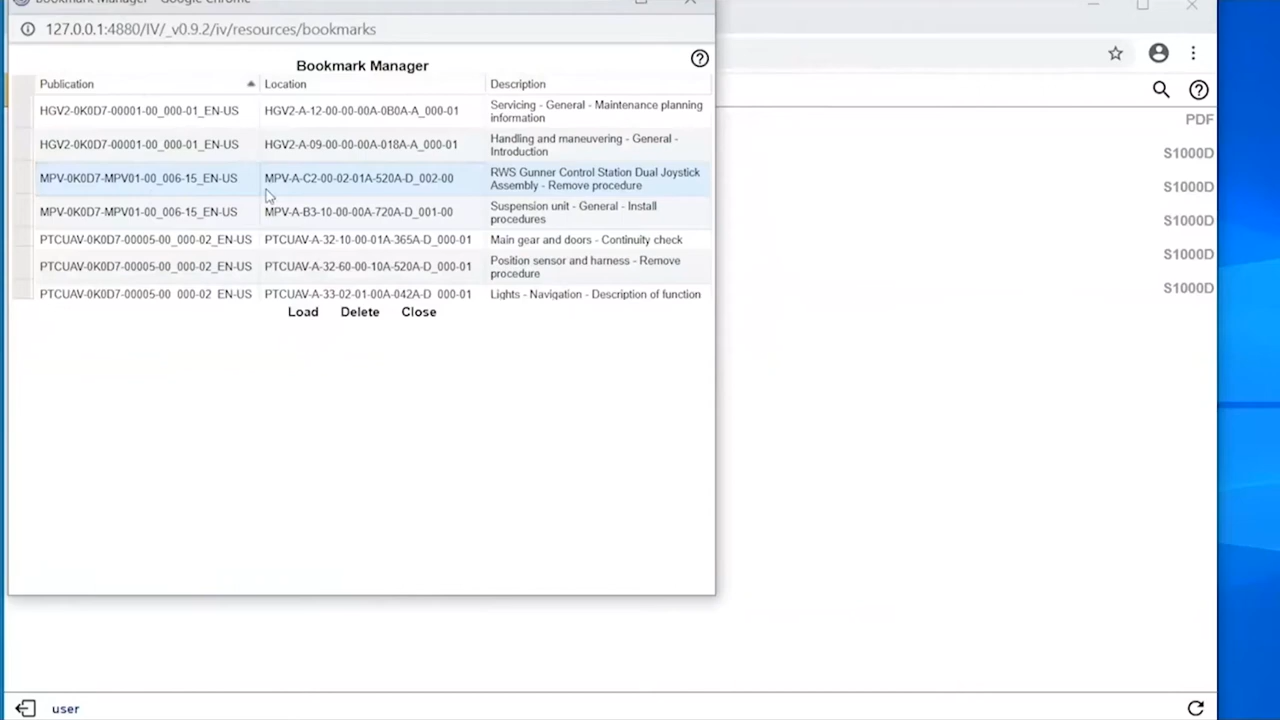 Bookmark Manager - Google Chrome
127.0.0.1:4880/IV/_v0.9.2/iv/resources/bookmarks
Bookmark Manager
Publication Location Description
HGV2-0K0D7-00001-00_000-01_EN-US HGV2-A-12-00-00-00A-0B0A-A_000-01 Servicing - General - Maintenance planning
information
HGV2-0K0D7-00001-00_000-01_EN-US HGV2-A-09-00-00-00A-018A-A_000-01 Handling and maneuvering - General -
Introduction
MPV-0K0D7-MPV01-00_006-15_EN-US MPV-A-C2-00-02-01A-520A-D_002-00 RWS Gunner Control Station Dual Joystick
Assembly - Remove procedure
MPV-0K0D7-MPV01-00_006-15_EN-US MPV-A-B3-10-00-00A-720A-D_001-00 Suspension unit - General - Install
procedures
PTCUAV-0K0D7-00005-00_000-02_EN-US PTCUAV-A-32-10-00-01A-365A-D_000-01 Main gear and doors - Continuity check
PTCUAV-0K0D7-00005-00_000-02_EN-US PTCUAV-A-32-60-00-10A-520A-D_000-01 Position sensor and harness - Remove
procedure
PTCUAV-0K0D7-00005-00_000-02_EN-US PTCUAV-A-33-02-01-00A-042A-D_000-01 Lights - Navigation - Description of function
Load Delete Close
PDF
S1000D
S1000D
S1000D
S1000D
S1000D
user